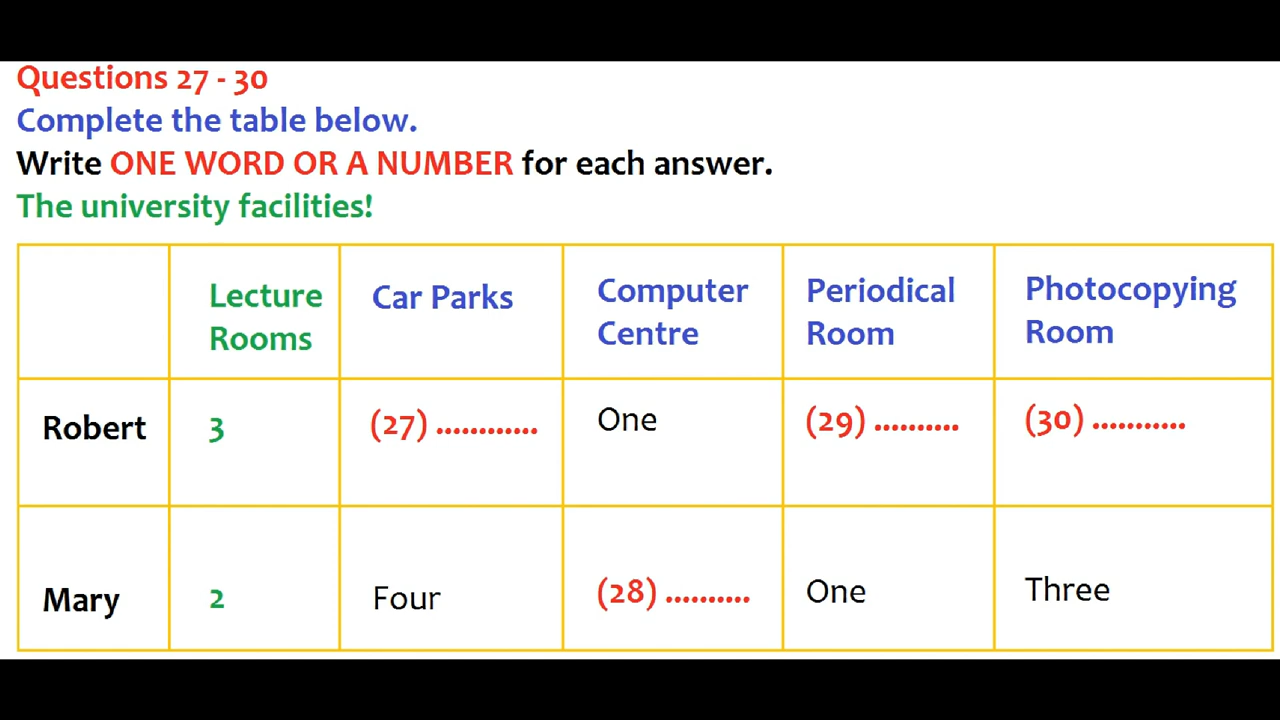 Questions 27 - 30
Complete the table below.
Write ONE WORD OR A NUMBER for each answer.
The university facilities!
Lecture Rooms
Car Parks
Computer Centre
Periodical Room
Photocopying Room
Robert
3
(27) ............
One
(29) ..........
(30) ...........
Mary
2
Four
(28) ..........
One
Three